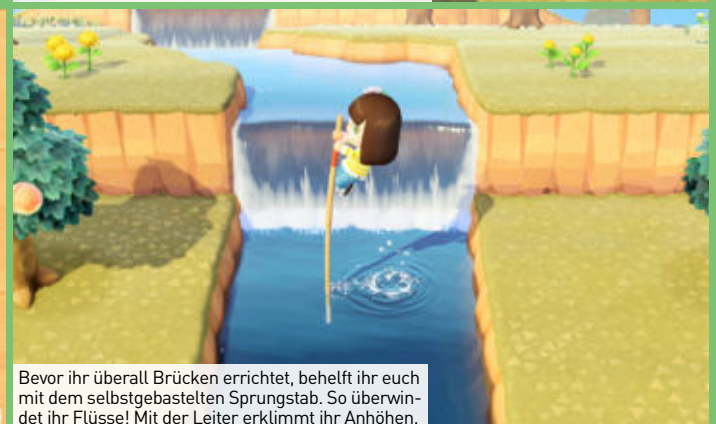 Bevor ihr überall Brücken errichtet, behelft ihr euch
mit dem selbstgebastelten Sprungstab. So überwin-
det ihr Flüsse! Mit der Leiter erklimmt ihr Anhöhen.